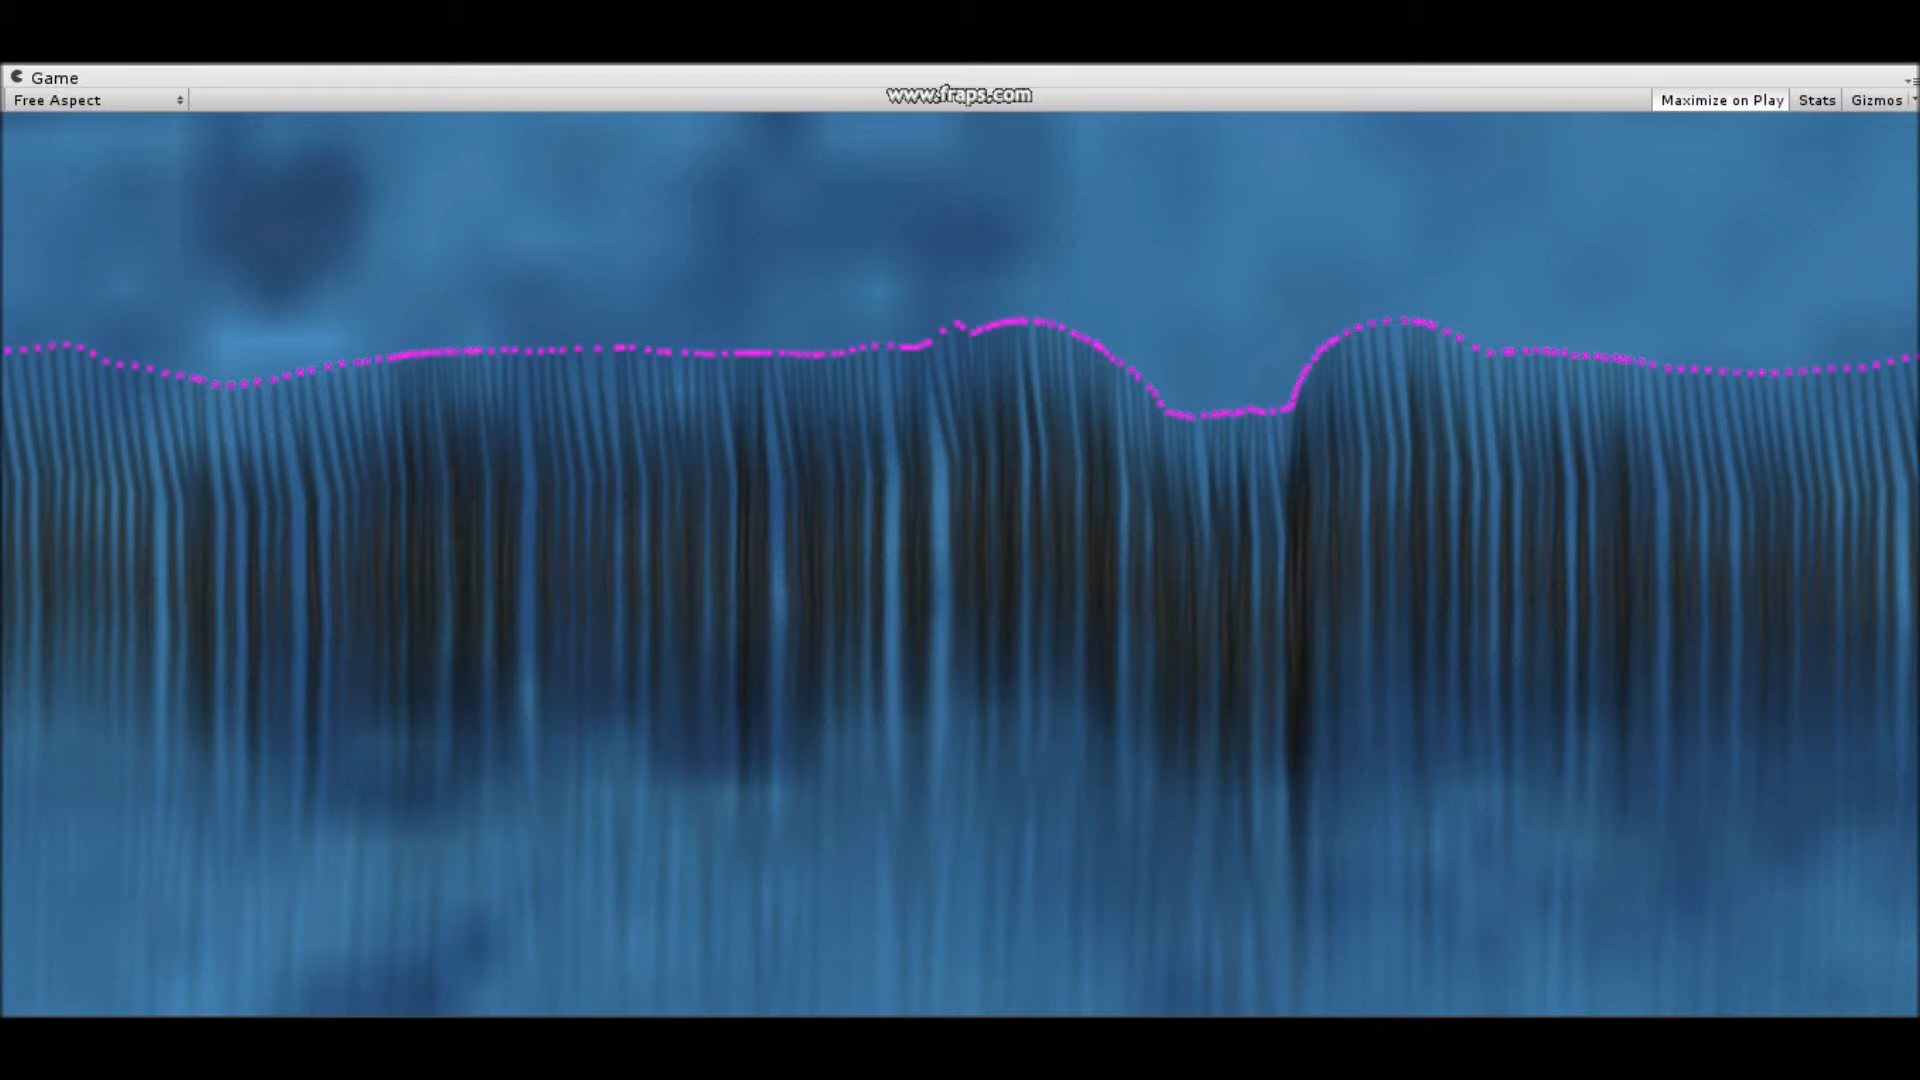 Game
www.fraps.com
Free Aspect
Maximize on Play
Stats
Gizmos